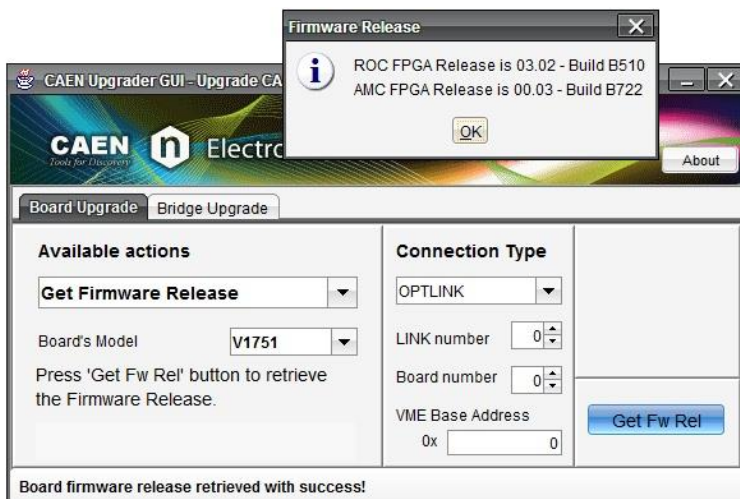 Firmware Release
ROC FPGA Release is 03.02 - Build B510
AMC FPGA Release is 00.03 - Build B722
OK
CAEN Upgrader GUI - Upgrade CA
CAEN n Electro
Tools for Discovery
About
Board Upgrade Bridge Upgrade
Available actions
Get Firmware Release
Board's Model V1751
Press 'Get Fw Rel' button to retrieve
the Firmware Release.
Connection Type
OPTLINK
LINK number 0
Board number 0
VME Base Address
0x 0
Get Fw Rel
Board firmware release retrieved with success!